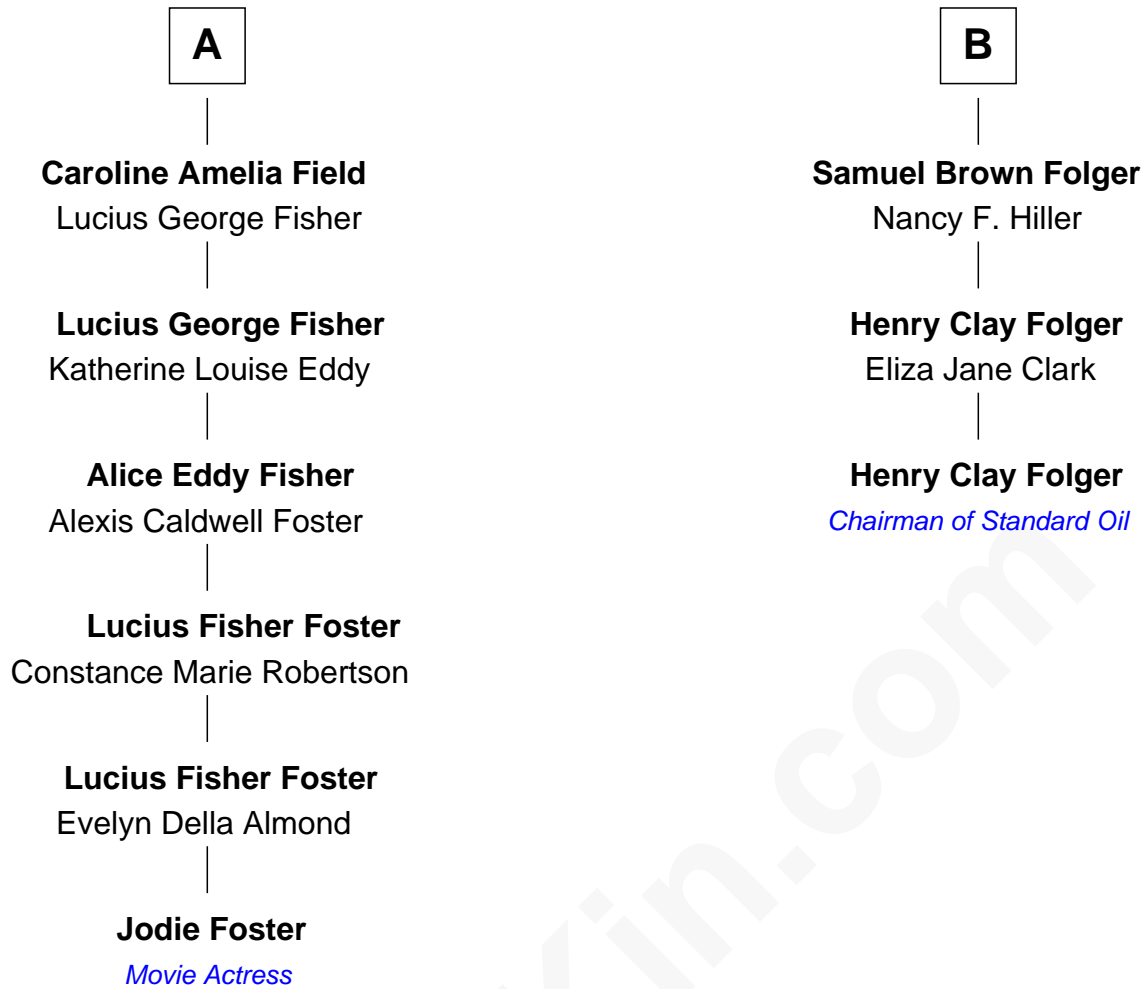 A
Caroline Amelia Field
Lucius George Fisher
Lucius George Fisher
Katherine Louise Eddy
Alice Eddy Fisher
Alexis Caldwell Foster
Lucius Fisher Foster
Constance Marie Robertson
Lucius Fisher Foster
Evelyn Della Almond
Jodie Foster
Movie Actress
B
Samuel Brown Folger
Nancy F. Hiller
Henry Clay Folger
Eliza Jane Clark
Henry Clay Folger
Chairman of Standard Oil
Kin.com